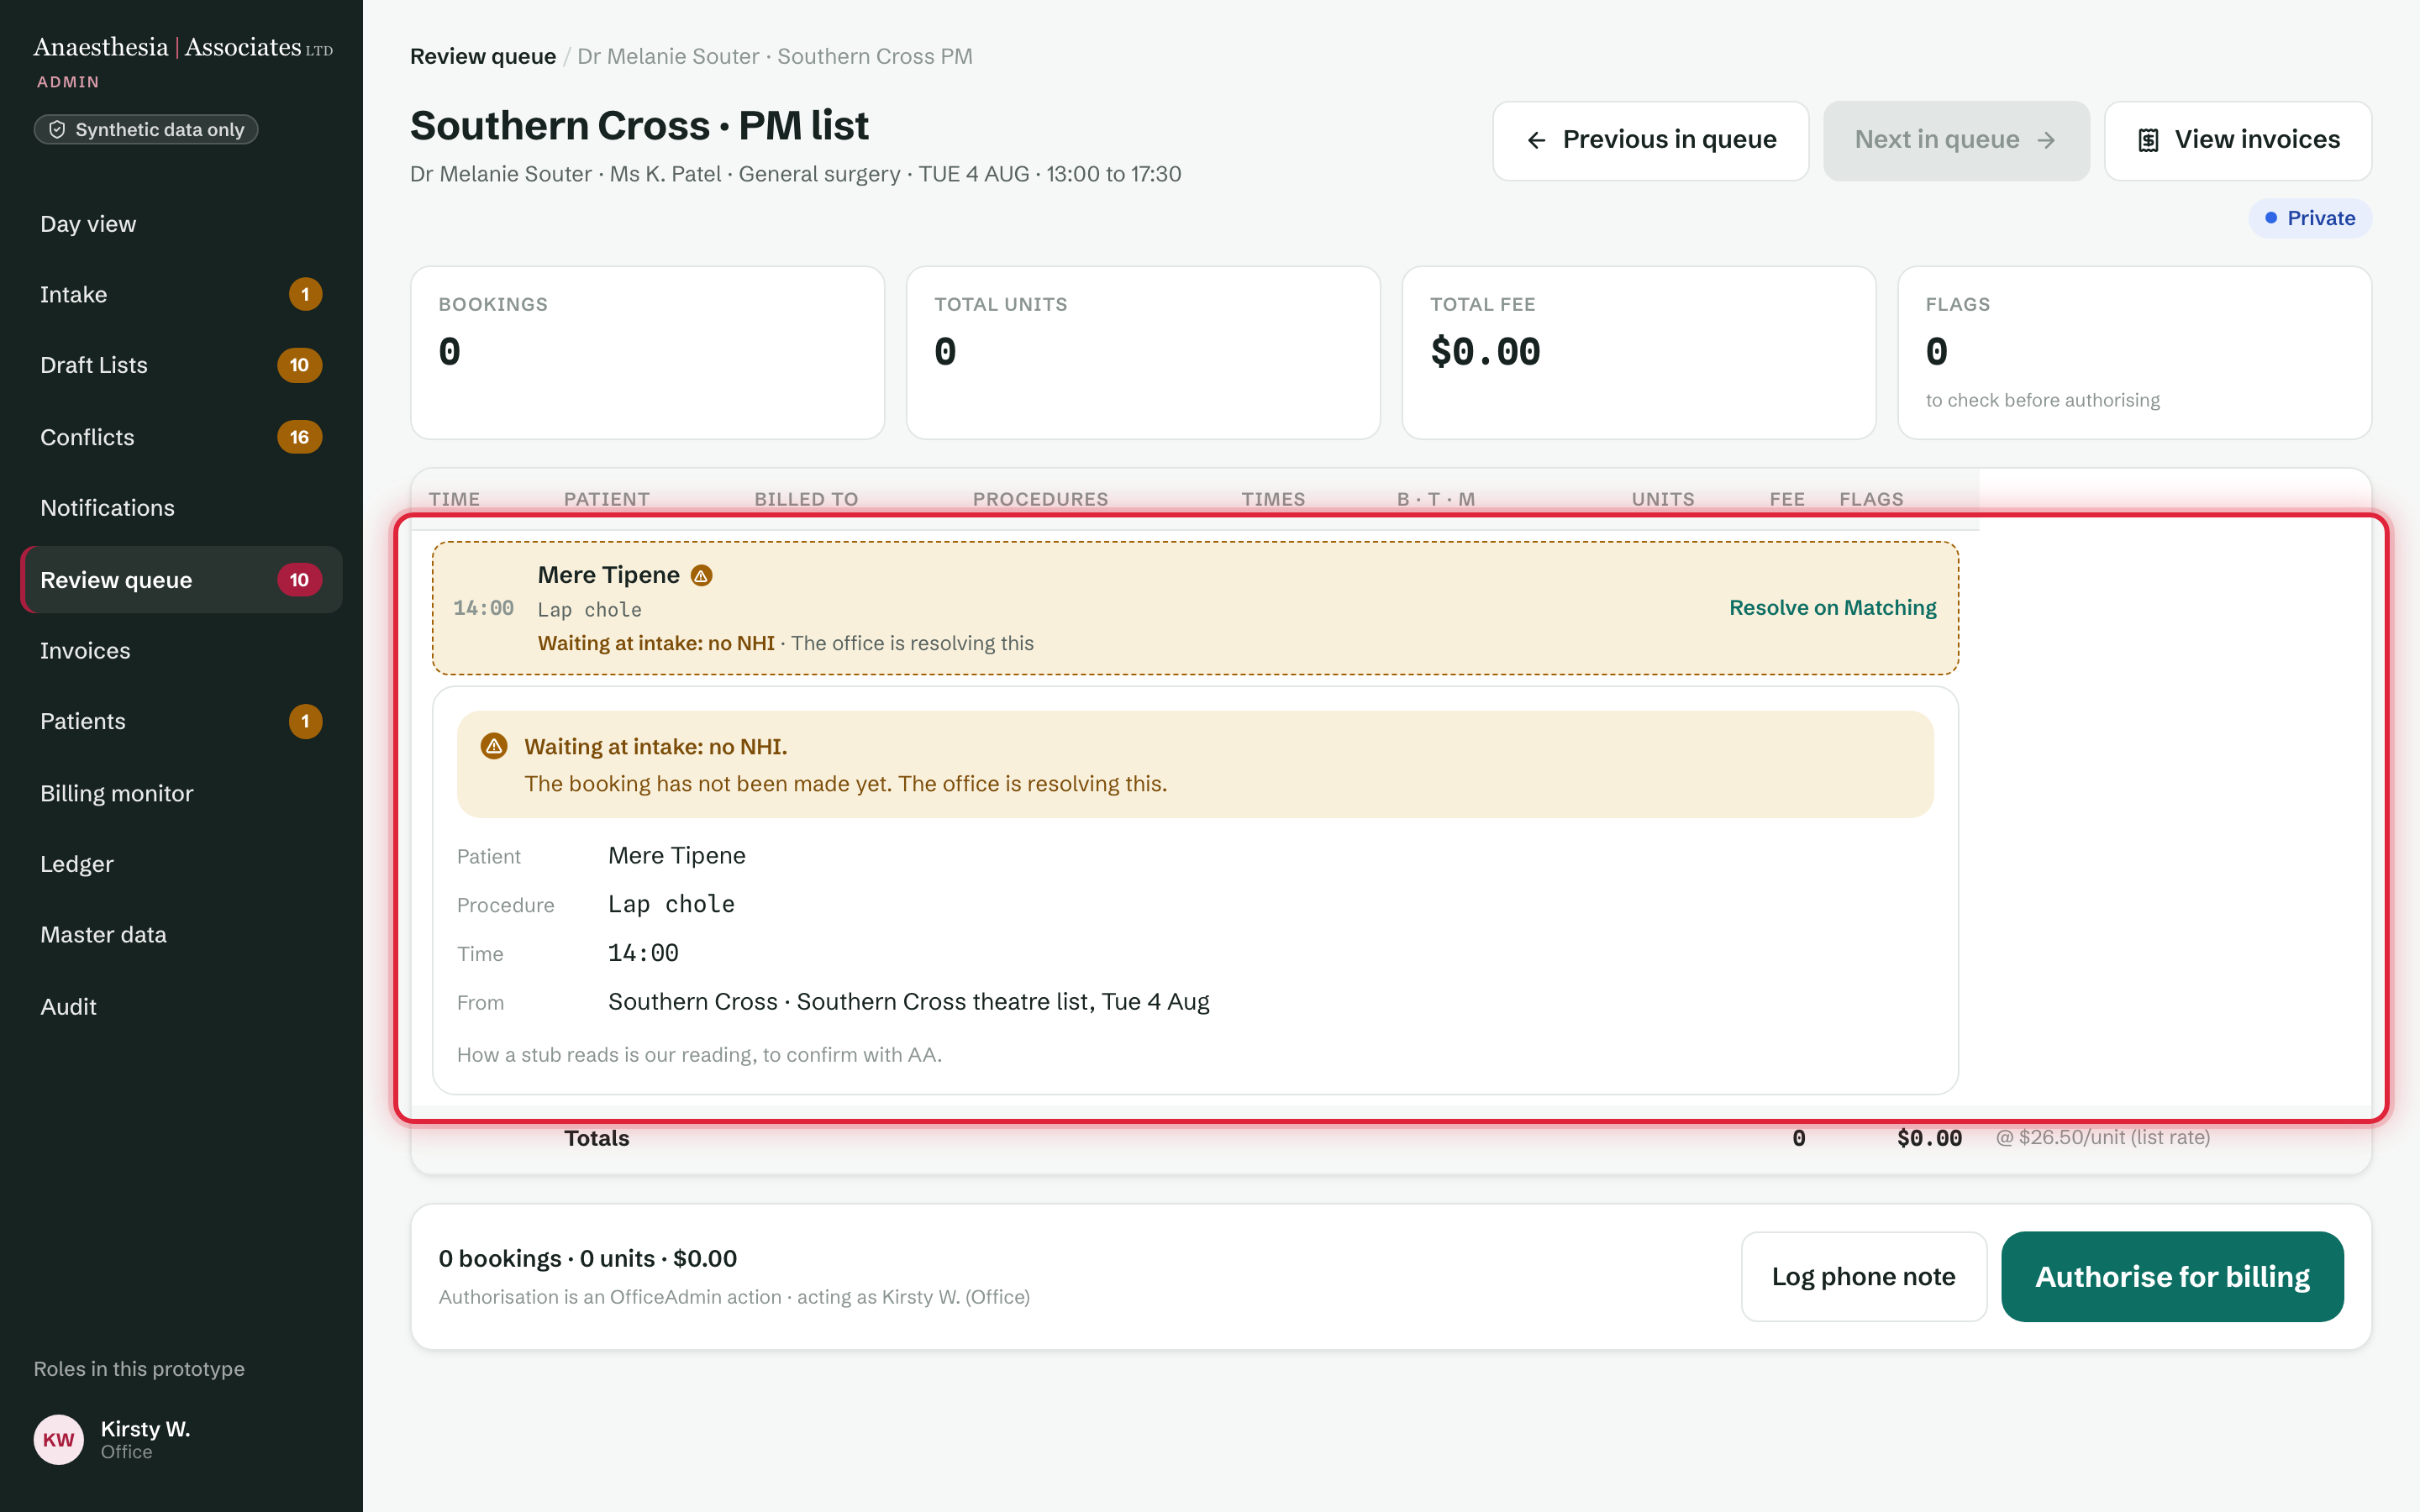 Anaesthesia | Associates LTD
ADMIN
Synthetic data only
Day view
Intake 1
Draft Lists 10
Conflicts 16
Notifications
Review queue 10
Invoices
Patients 1
Billing monitor
Ledger
Master data
Audit
Roles in this prototype
KW Kirsty W.
Office
Review queue / Dr Melanie Souter · Southern Cross PM
Southern Cross · PM list
Dr Melanie Souter · Ms K. Patel · General surgery · TUE 4 AUG · 13:00 to 17:30
← Previous in queue
Next in queue →
View invoices
Private
BOOKINGS
0
TOTAL UNITS
0
TOTAL FEE
$0.00
FLAGS
0
to check before authorising
TIME PATIENT BILLED TO PROCEDURES TIMES B · T · M UNITS FEE FLAGS
Mere Tipene
14:00
Lap chole
Waiting at intake: no NHI · The office is resolving this
Resolve on Matching
Waiting at intake: no NHI.
The booking has not been made yet. The office is resolving this.
Patient Mere Tipene
Procedure Lap chole
Time 14:00
From Southern Cross · Southern Cross theatre list, Tue 4 Aug
How a stub reads is our reading, to confirm with AA.
Totals 0 $0.00 @ $26.50/unit (list rate)
0 bookings · 0 units · $0.00
Authorisation is an OfficeAdmin action · acting as Kirsty W. (Office)
Log phone note
Authorise for billing